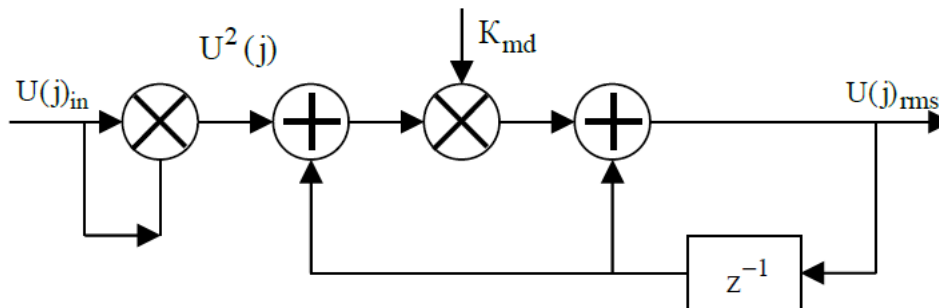 U²(j)
K_md
U(j)_in
U(j)_rms
z⁻¹